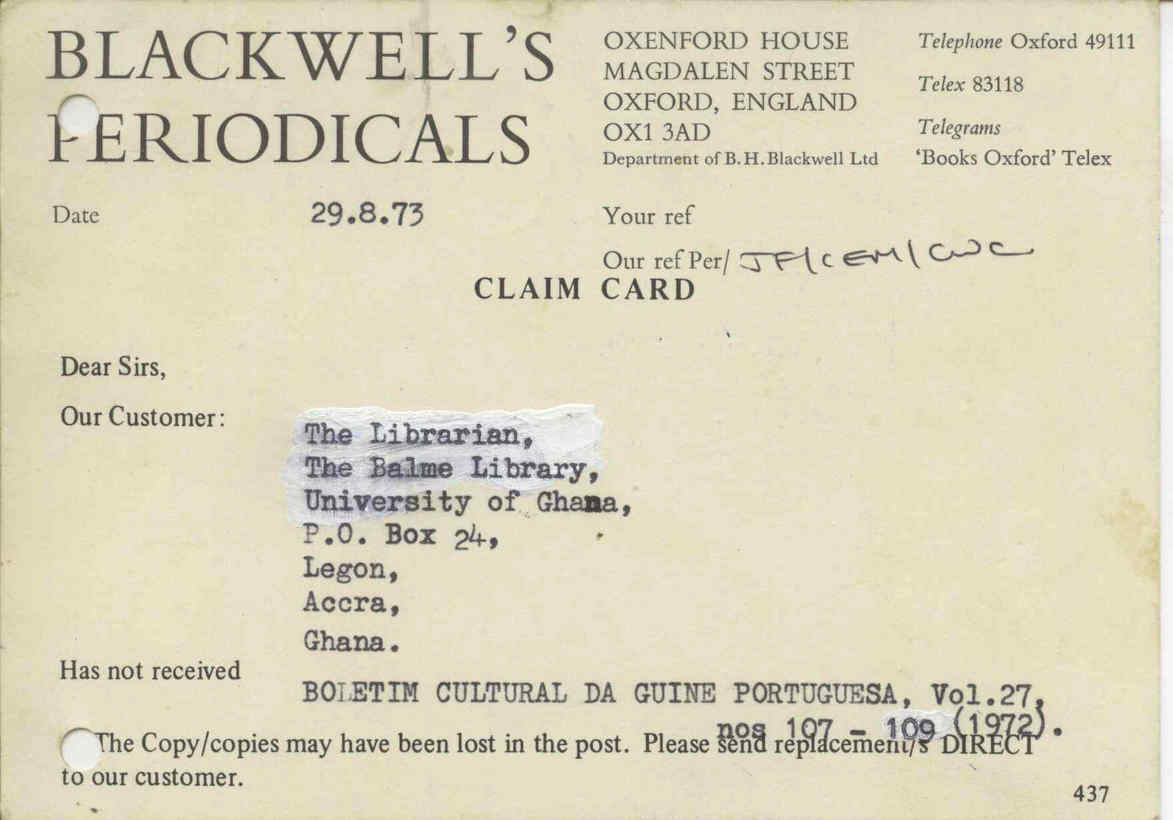 BLACKWELL'S
PERIODICALS
OXENFORD HOUSE
MAGDALEN STREET
OXFORD, ENGLAND
OX1 3AD
Department of B.H.Blackwell Ltd
Telephone Oxford 49111
Telex 83118
Telegrams
'Books Oxford' Telex
Date 29.8.73
Your ref
Our ref Per/ JF/CEM/CWC
CLAIM CARD
Dear Sirs,
Our Customer:
The Librarian,
The Balme Library,
University of Ghana,
P.O. Box 24,
Legon,
Accra,
Ghana.
Has not received
BOLETIM CULTURAL DA GUINE PORTUGUESA, Vol.27,
nos 107 - 109 (1972).
The Copy/copies may have been lost in the post. Please send replacement/s DIRECT
to our customer.
437